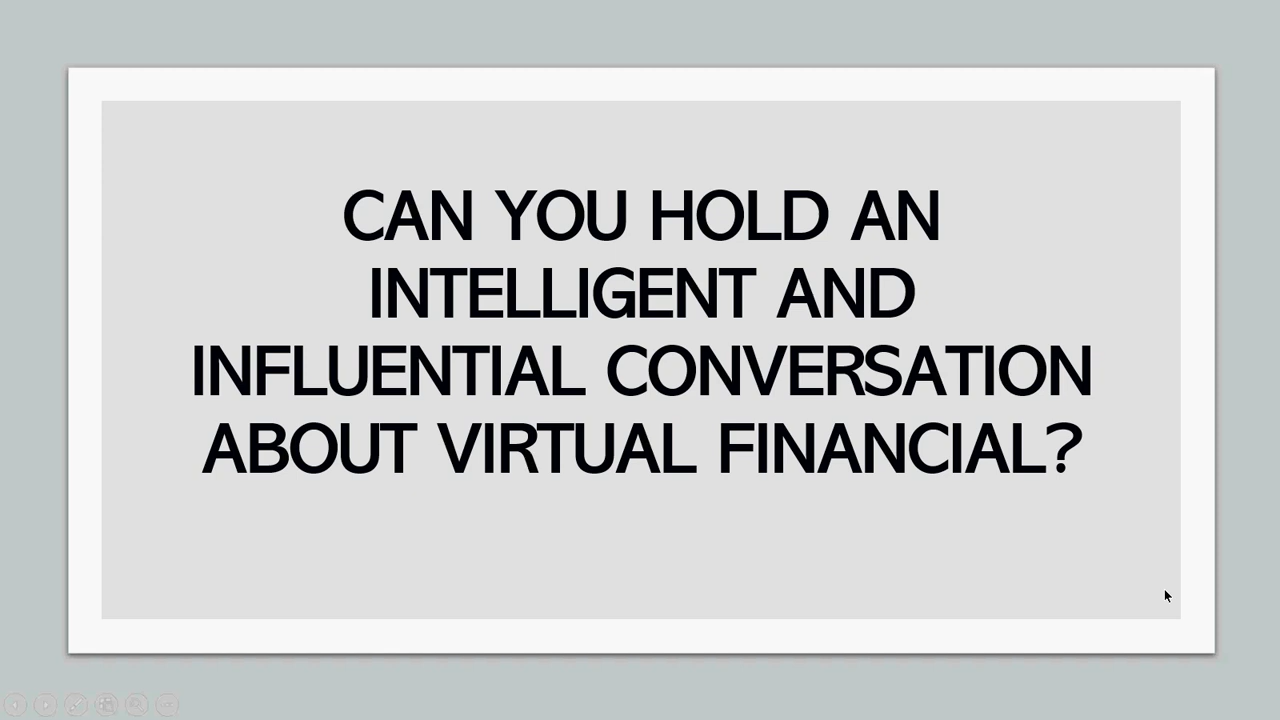 CAN YOU HOLD AN
INTELLIGENT AND
INFLUENTIAL CONVERSATION
ABOUT VIRTUAL FINANCIAL?